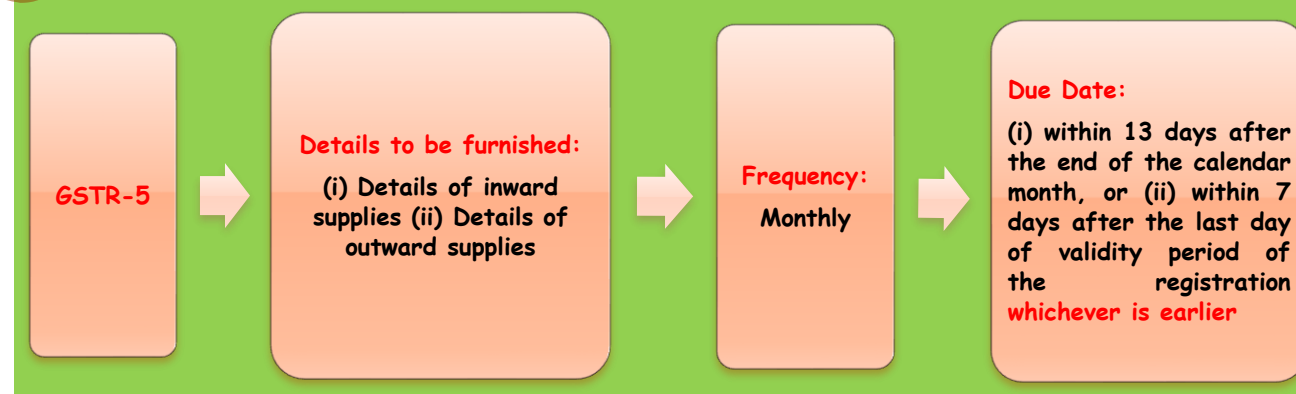 GSTR-5
Details to be furnished:
(i) Details of inward
supplies (ii) Details of
outward supplies
Frequency:
Monthly
Due Date:
(i) within 13 days after
the end of the calendar
month, or (ii) within 7
days after the last day
of validity period of
the registration
whichever is earlier